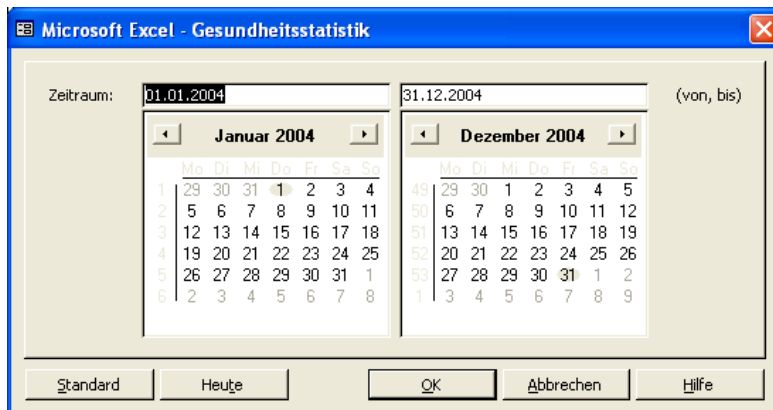 Microsoft Excel - Gesundheitsstatistik
Zeitraum: 01.01.2004 31.12.2004 (von, bis)
Januar 2004 Dezember 2004
Mo Di Mi Do Fr Sa So Mo Di Mi Do Fr Sa So
1 29 30 31 1 2 3 4 49 29 30 1 2 3 4 5
2 5 6 7 8 9 10 11 50 6 7 8 9 10 11 12
3 12 13 14 15 16 17 18 51 13 14 15 16 17 18 19
4 19 20 21 22 23 24 25 52 20 21 22 23 24 25 26
5 26 27 28 29 30 31 1 53 27 28 29 30 31 1 2
6 2 3 4 5 6 7 8 1 3 4 5 6 7 8 9
Standard Heute OK Abbrechen Hilfe